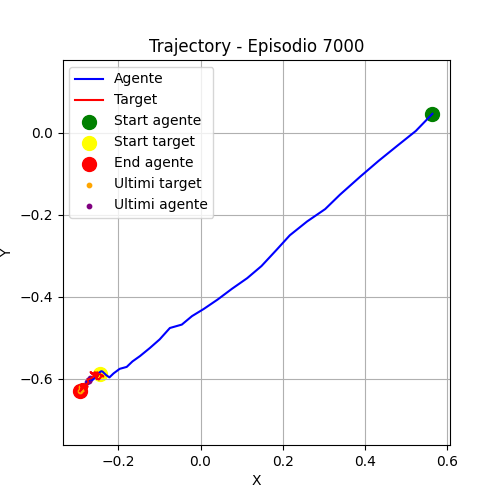 Trajectory - Episodio 7000
Agente
Target
Start agente
Start target
End agente
Ultimi target
Ultimi agente
0.0
−0.2
−0.4
−0.6
Y
−0.2
0.0
0.2
0.4
0.6
X